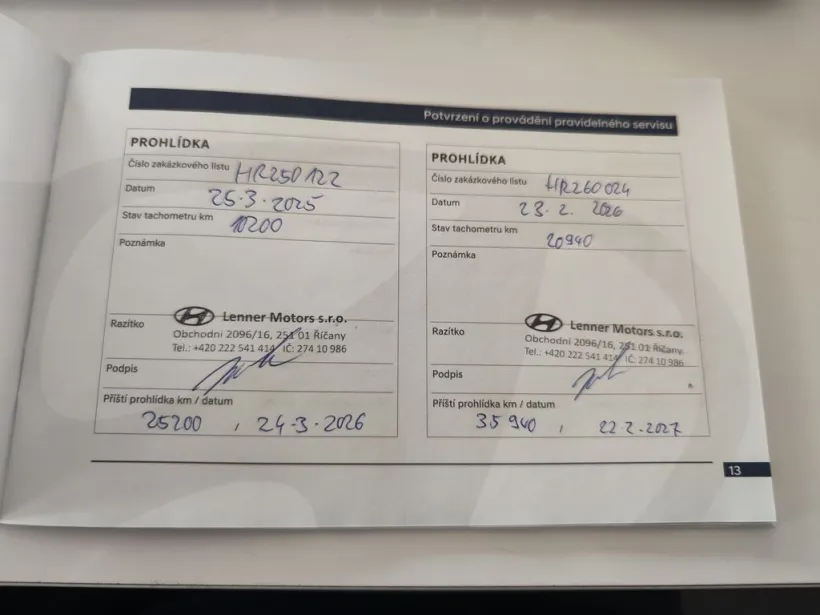 Potvrzení o provádění pravidelného servisu
PROHLÍDKA
Číslo zakázkového listu HR250122
Datum 25.3.2025
Stav tachometru km 10200
Poznámka
Razítko
Lenner Motors s.r.o.
Obchodní 2096/16, 251 01 Říčany
Tel.: +420 222 541 414 IČ: 274 10 986
Podpis
Příští prohlídka km / datum
25200 , 24.3.2026
PROHLÍDKA
Číslo zakázkového listu HR260024
Datum 23.2. 2026
Stav tachometru km 20940
Poznámka
Razítko
Lenner Motors s.r.o.
Obchodní 2096/16, 251 01 Říčany
Tel.: +420 222 541 414 IČ: 274 10 986
Podpis
Příští prohlídka km / datum
35940 , 22.2.2027
13